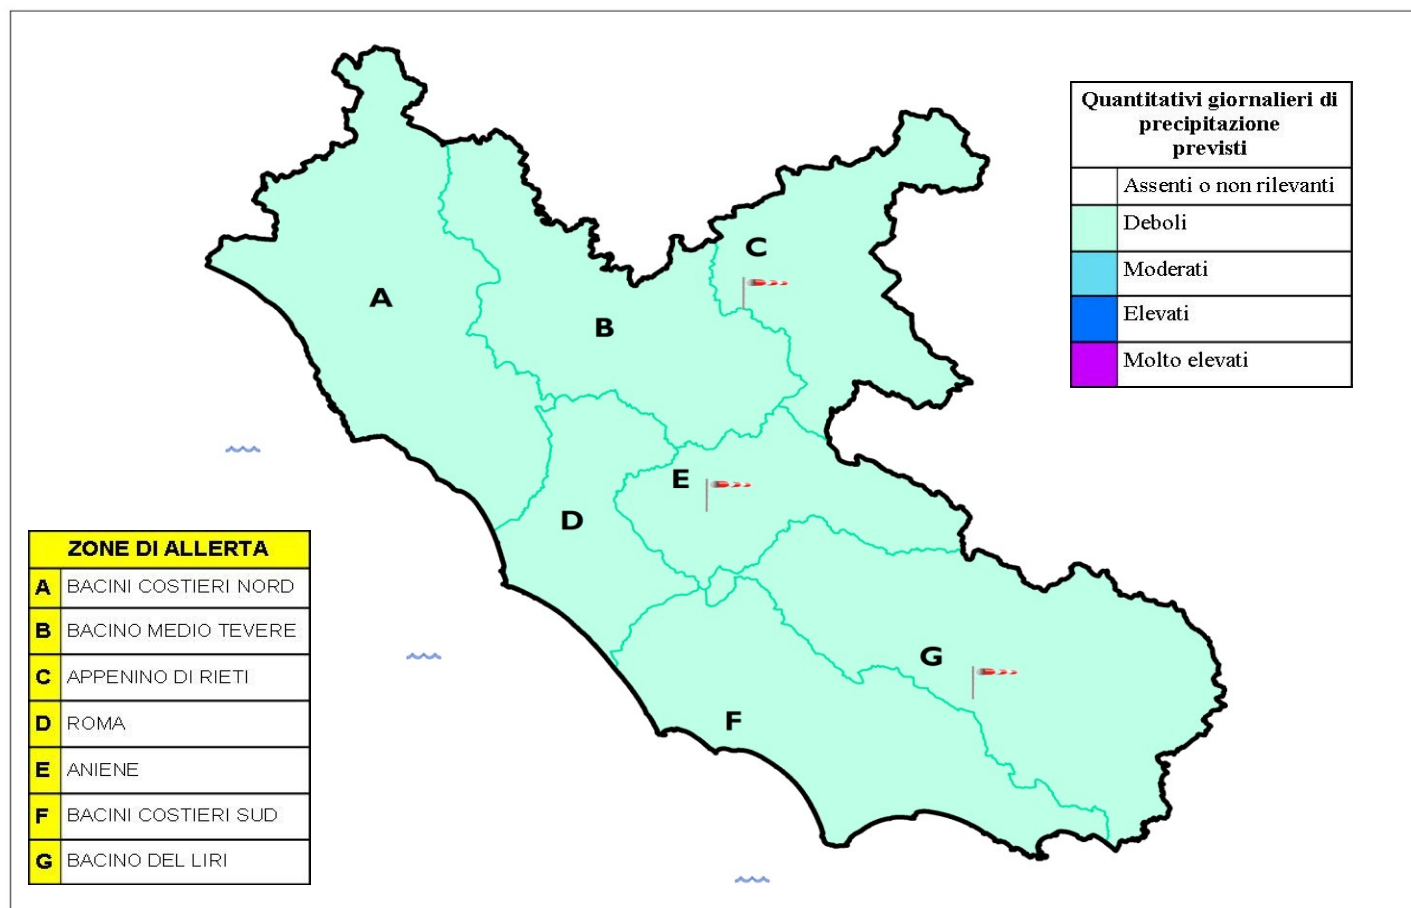 Quantitativi giornalieri di
precipitazione
previsti
Assenti o non rilevanti
Deboli
Moderati
Elevati
Molto elevati
C
A
B
E
D
G
F
ZONE DI ALLERTA
A BACINI COSTIERI NORD
B BACINO MEDIO TEVERE
C APPENINO DI RIETI
D ROMA
E ANIENE
F BACINI COSTIERI SUD
G BACINO DEL LIRI